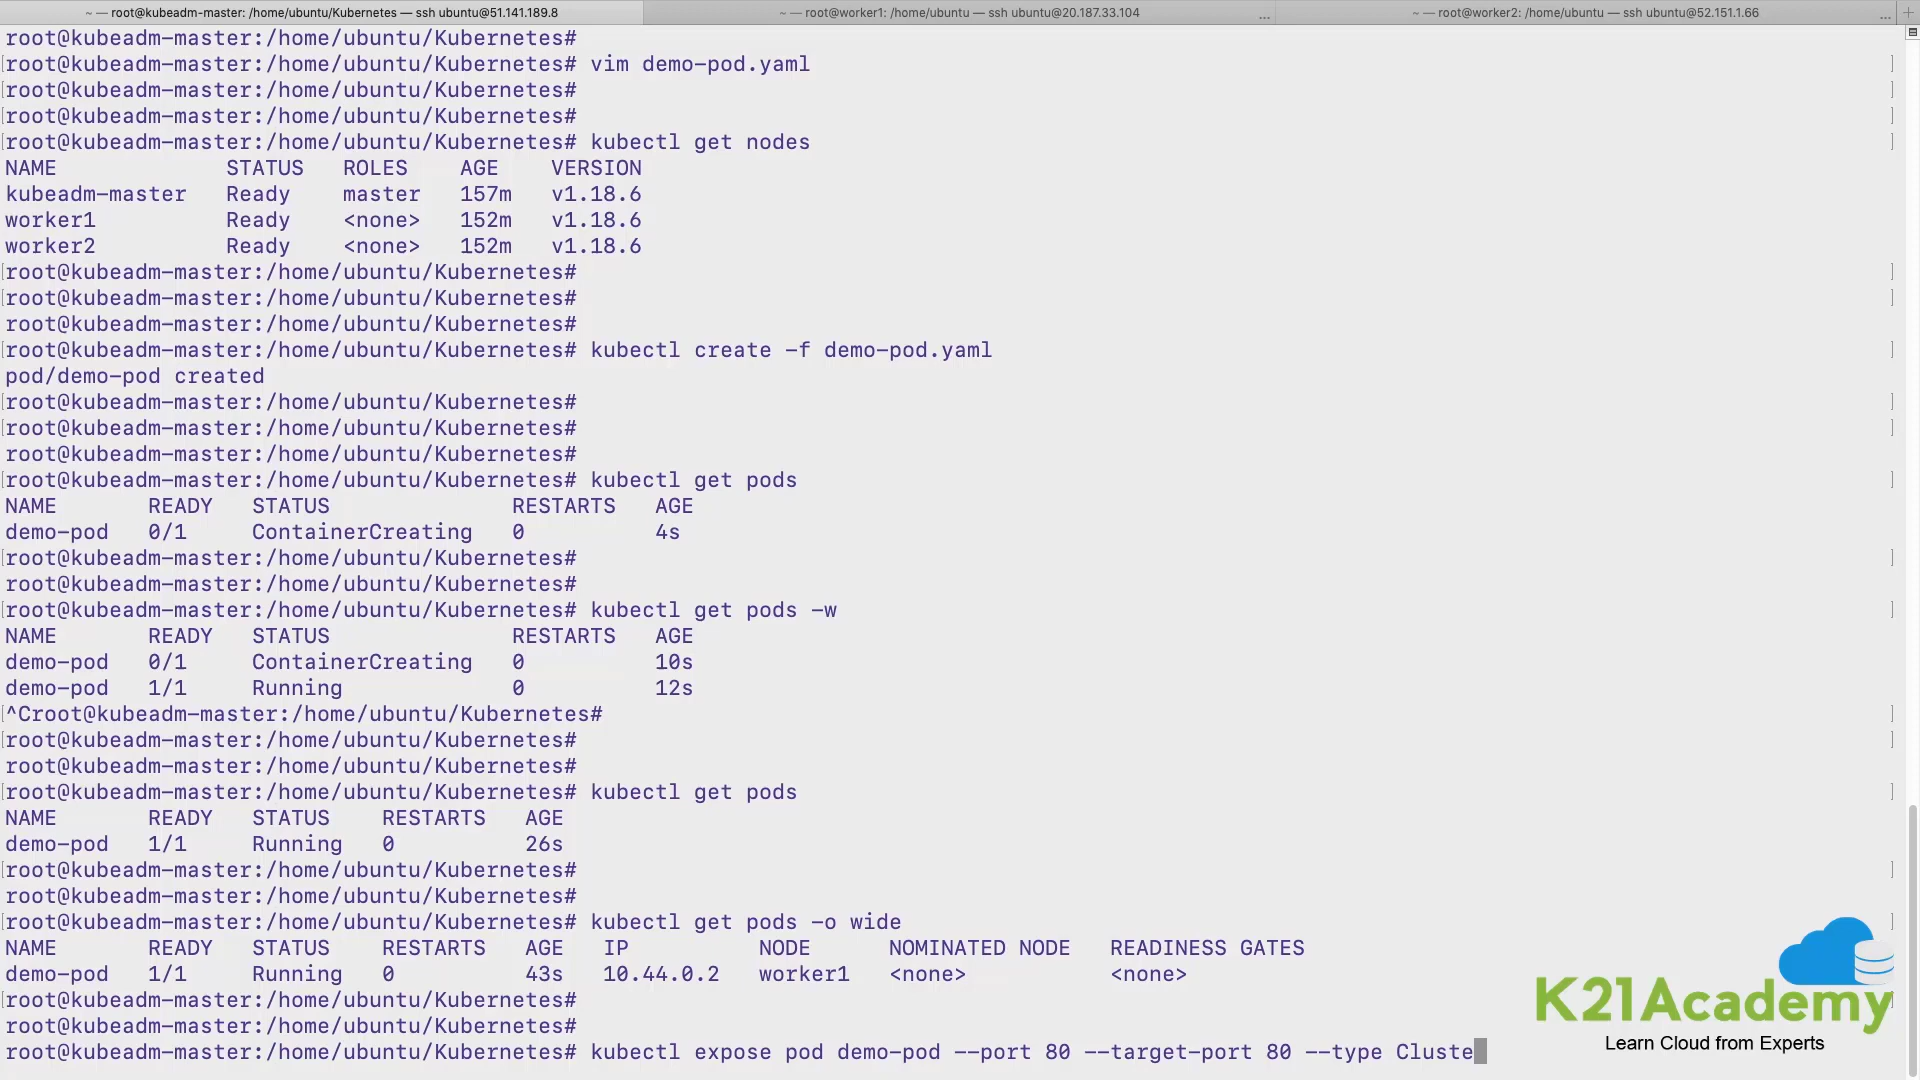 ~ — root@kubeadm-master: /home/ubuntu/Kubernetes — ssh ubuntu@51.141.189.8
~ — root@worker1: /home/ubuntu — ssh ubuntu@20.187.33.104 ...
~ — root@worker2: /home/ubuntu — ssh ubuntu@52.151.1.66 ... +
root@kubeadm-master:/home/ubuntu/Kubernetes#
[root@kubeadm-master:/home/ubuntu/Kubernetes# vim demo-pod.yaml ]
[root@kubeadm-master:/home/ubuntu/Kubernetes# ]
[root@kubeadm-master:/home/ubuntu/Kubernetes# ]
[root@kubeadm-master:/home/ubuntu/Kubernetes# kubectl get nodes ]
NAME STATUS ROLES AGE VERSION
kubeadm-master Ready master 157m v1.18.6
worker1 Ready <none> 152m v1.18.6
worker2 Ready <none> 152m v1.18.6
[root@kubeadm-master:/home/ubuntu/Kubernetes# ]
[root@kubeadm-master:/home/ubuntu/Kubernetes# ]
root@kubeadm-master:/home/ubuntu/Kubernetes#
[root@kubeadm-master:/home/ubuntu/Kubernetes# kubectl create -f demo-pod.yaml ]
pod/demo-pod created
[root@kubeadm-master:/home/ubuntu/Kubernetes# ]
[root@kubeadm-master:/home/ubuntu/Kubernetes# ]
root@kubeadm-master:/home/ubuntu/Kubernetes#
[root@kubeadm-master:/home/ubuntu/Kubernetes# kubectl get pods ]
NAME READY STATUS RESTARTS AGE
demo-pod 0/1 ContainerCreating 0 4s
[root@kubeadm-master:/home/ubuntu/Kubernetes# ]
root@kubeadm-master:/home/ubuntu/Kubernetes#
[root@kubeadm-master:/home/ubuntu/Kubernetes# kubectl get pods -w ]
NAME READY STATUS RESTARTS AGE
demo-pod 0/1 ContainerCreating 0 10s
demo-pod 1/1 Running 0 12s
[^Croot@kubeadm-master:/home/ubuntu/Kubernetes# ]
[root@kubeadm-master:/home/ubuntu/Kubernetes# ]
root@kubeadm-master:/home/ubuntu/Kubernetes#
[root@kubeadm-master:/home/ubuntu/Kubernetes# kubectl get pods ]
NAME READY STATUS RESTARTS AGE
demo-pod 1/1 Running 0 26s
[root@kubeadm-master:/home/ubuntu/Kubernetes# ]
root@kubeadm-master:/home/ubuntu/Kubernetes#
[root@kubeadm-master:/home/ubuntu/Kubernetes# kubectl get pods -o wide ]
NAME READY STATUS RESTARTS AGE IP NODE NOMINATED NODE READINESS GATES
demo-pod 1/1 Running 0 43s 10.44.0.2 worker1 <none> <none>
[root@kubeadm-master:/home/ubuntu/Kubernetes# ]
root@kubeadm-master:/home/ubuntu/Kubernetes#
root@kubeadm-master:/home/ubuntu/Kubernetes# kubectl expose pod demo-pod --port 80 --target-port 80 --type Cluste
K21Academy
Learn Cloud from Experts